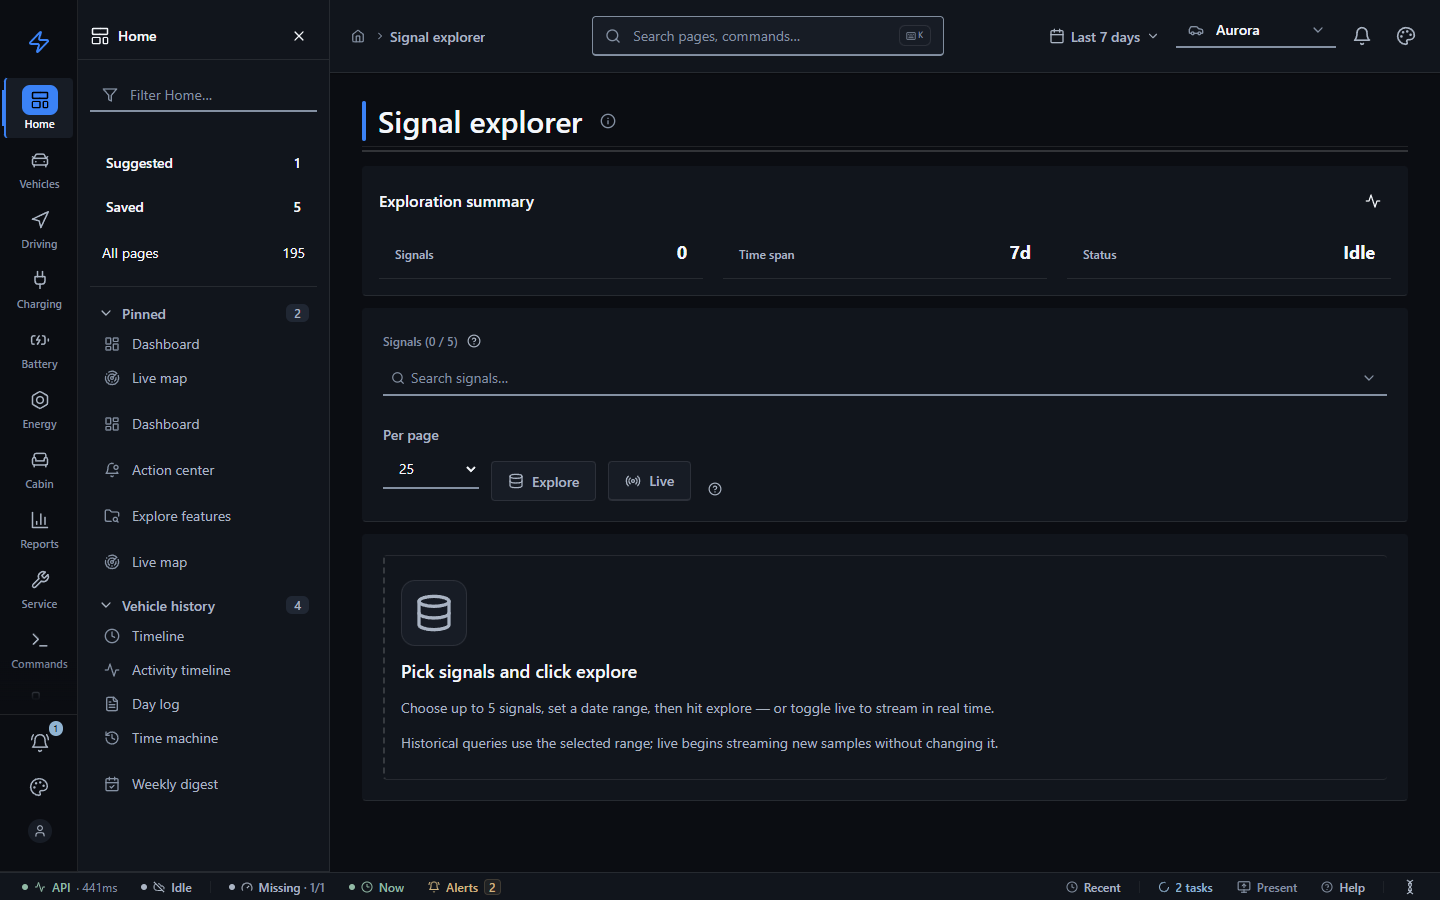 Home
Signal explorer
Search pages, commands...
K
Last 7 days
Aurora
Home
Vehicles
Driving
Charging
Battery
Energy
Cabin
Reports
Service
Commands
1
Filter Home...
Suggested 1
Saved 5
All pages 195
Pinned 2
Dashboard
Live map
Dashboard
Action center
Explore features
Live map
Vehicle history 4
Timeline
Activity timeline
Day log
Time machine
Weekly digest
Signal explorer
Exploration summary
Signals 0
Time span 7d
Status Idle
Signals (0 / 5)
Search signals...
Per page
25
Explore
Live
Pick signals and click explore
Choose up to 5 signals, set a date range, then hit explore — or toggle live to stream in real time.
Historical queries use the selected range; live begins streaming new samples without changing it.
API · 441ms
Idle
Missing · 1/1
Now
Alerts 2
Recent
2 tasks
Present
Help